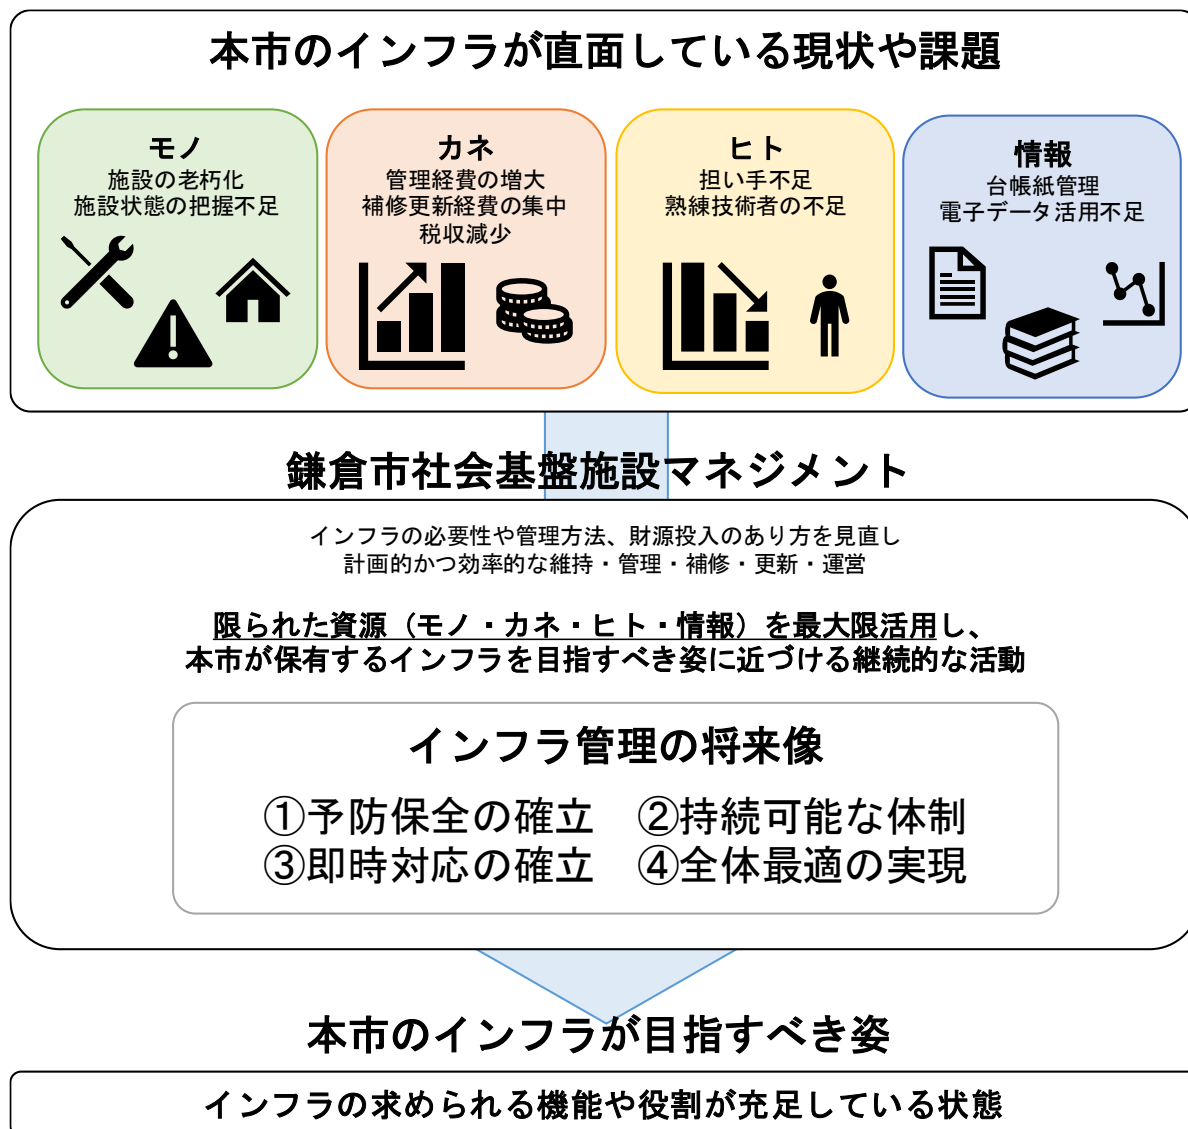 本市のインフラが直面している現状や課題
モノ
施設の老朽化
施設状態の把握不足
カネ
管理経費の増大
補修更新経費の集中
税収減少
ヒト
担い手不足
熟練技術者の不足
情報
台帳紙管理
電子データ活用不足
鎌倉市社会基盤施設マネジメント
インフラの必要性や管理方法、財源投入のあり方を見直し
計画的かつ効率的な維持・管理・補修・更新・運営
限られた資源（モノ・カネ・ヒト・情報）を最大限活用し、
本市が保有するインフラを目指すべき姿に近づける継続的な活動
インフラ管理の将来像
①予防保全の確立　②持続可能な体制
③即時対応の確立　④全体最適の実現
本市のインフラが目指すべき姿
インフラの求められる機能や役割が充足している状態